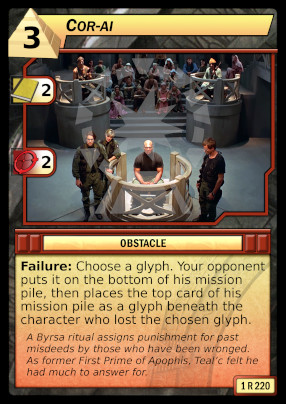 3
COR-AI
2
2
OBSTACLE
Failure: Choose a glyph. Your opponent
puts it on the bottom of his mission
pile, then places the top card of his
mission pile as a glyph beneath the
character who lost the chosen glyph.
A Byrsa ritual assigns punishment for past
misdeeds by those who have been wronged.
As former First Prime of Apophis, Teal'c felt he
had much to answer for.
1 R 220